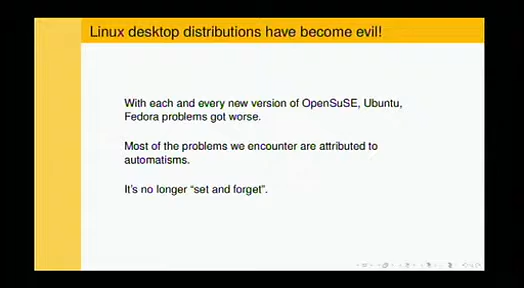 Linux desktop distributions have become evil!
With each and every new version of OpenSuSE, Ubuntu,
Fedora problems got worse.
Most of the problems we encounter are attributed to
automatisms.
It's no longer "set and forget".